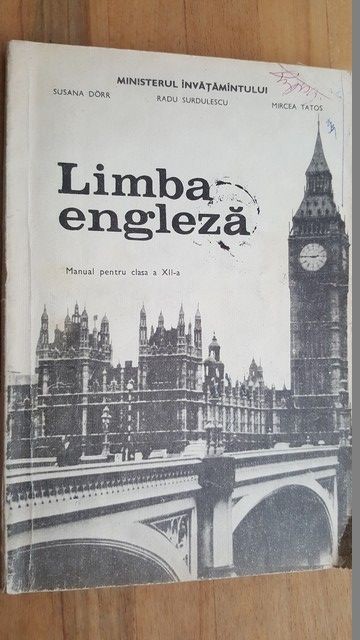 MINISTERUL ÎNVĂȚĂMÎNTULUI
SUSANA DÖRR RADU SURDULESCU MIRCEA TATOS
Limba
engleză
Manual pentru clasa a XII-a